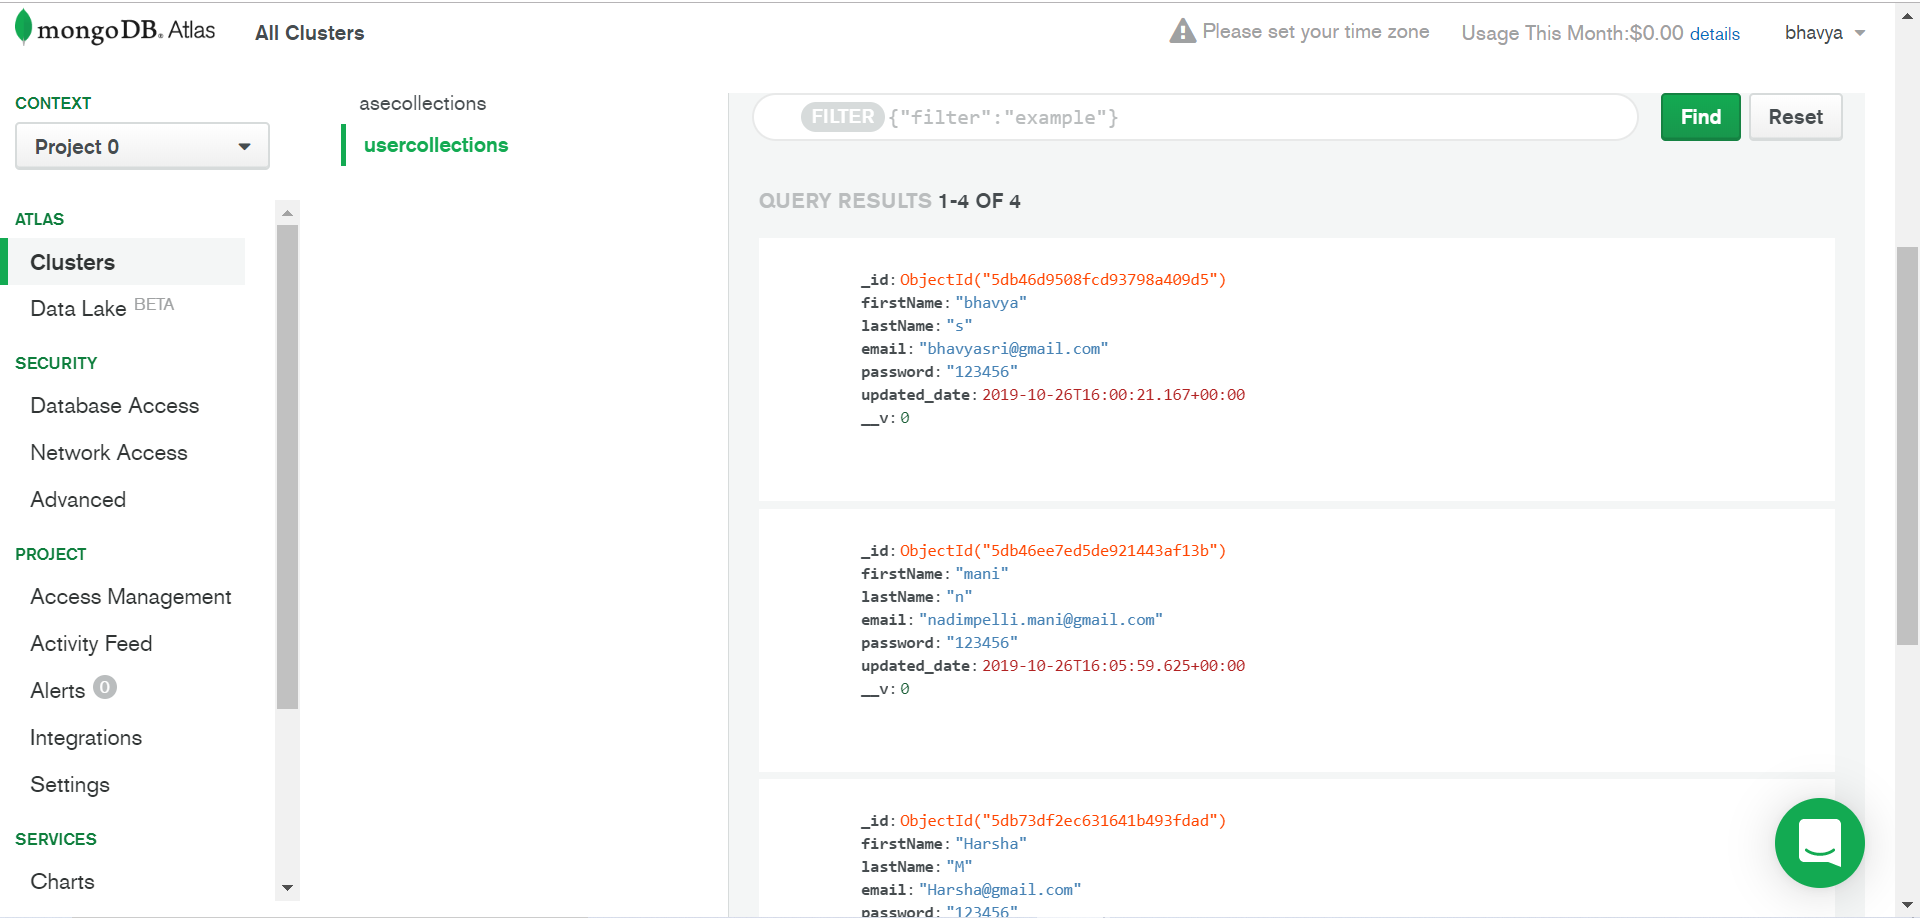 mongoDB. Atlas
All Clusters
Please set your time zone
Usage This Month:$0.00 details
bhavya
CONTEXT
Project 0
ATLAS
Clusters
Data Lake BETA
SECURITY
Database Access
Network Access
Advanced
PROJECT
Access Management
Activity Feed
Alerts 0
Integrations
Settings
SERVICES
Charts
asecollections
usercollections
FILTER {"filter":"example"}
Find
Reset
QUERY RESULTS 1-4 OF 4
_id: ObjectId("5db46d9508fcd93798a409d5")
firstName: "bhavya"
lastName: "s"
email: "bhavyasri@gmail.com"
password: "123456"
updated_date: 2019-10-26T16:00:21.167+00:00
__v: 0
_id: ObjectId("5db46ee7ed5de921443af13b")
firstName: "mani"
lastName: "n"
email: "nadimpelli.mani@gmail.com"
password: "123456"
updated_date: 2019-10-26T16:05:59.625+00:00
__v: 0
_id: ObjectId("5db73df2ec631641b493fdad")
firstName: "Harsha"
lastName: "M"
email: "Harsha@gmail.com"
password: "123456"